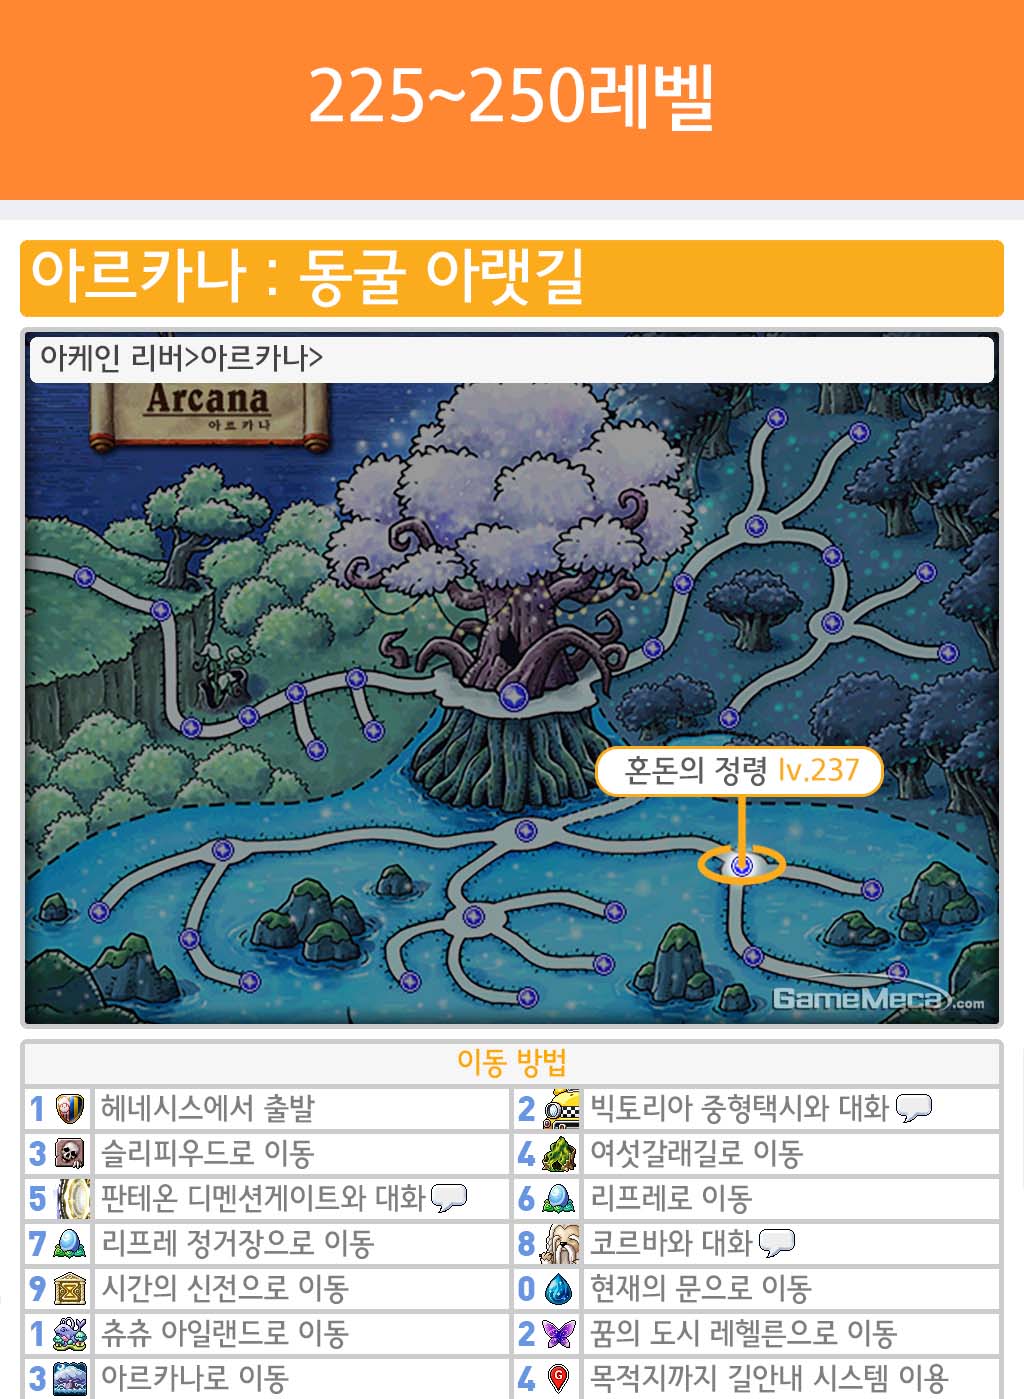 225~250레벨
아르카나 : 동굴 아랫길
아케인 리버>아르카나>
Arcana
아르카나
혼돈의 정령 lv.237
GameMeca.com
이동 방법
1 헤네시스에서 출발
2 빅토리아 중형택시와 대화
3 슬리피우드로 이동
4 여섯갈래길로 이동
5 판테온 디멘션게이트와 대화
6 리프레로 이동
7 리프레 정거장으로 이동
8 코르바와 대화
9 시간의 신전으로 이동
0 현재의 문으로 이동
1 츄츄 아일랜드로 이동
2 꿈의 도시 레헬른으로 이동
3 아르카나로 이동
4 G 목적지까지 길안내 시스템 이용